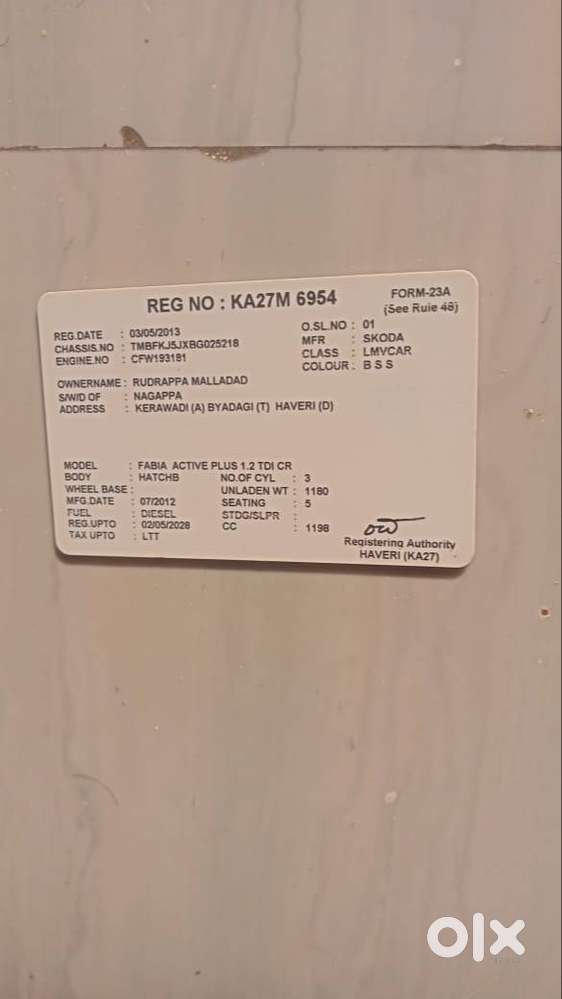 REG NO : KA27M 6954
FORM-23A
(See Ruie 48)
REG.DATE : 03/05/2013
O.SL.NO : 01
CHASSIS.NO : TMBFKJ5JXBG025218
MFR : SKODA
ENGINE.NO : CFW193181
CLASS : LMVCAR
COLOUR : B S S
OWNERNAME : RUDRAPPA MALLADAD
S/W/D OF : NAGAPPA
ADDRESS : KERAWADI (A) BYADAGI (T) HAVERI (D)
MODEL : FABIA ACTIVE PLUS 1.2 TDI CR
BODY : HATCHB NO.OF CYL : 3
WHEEL BASE : UNLADEN WT : 1180
MFG.DATE : 07/2012 SEATING : 5
FUEL : DIESEL STDG/SLPR :
REG.UPTO : 02/05/2028 CC : 1198
TAX UPTO : LTT
Registering Authority
HAVERI (KA27)
olx